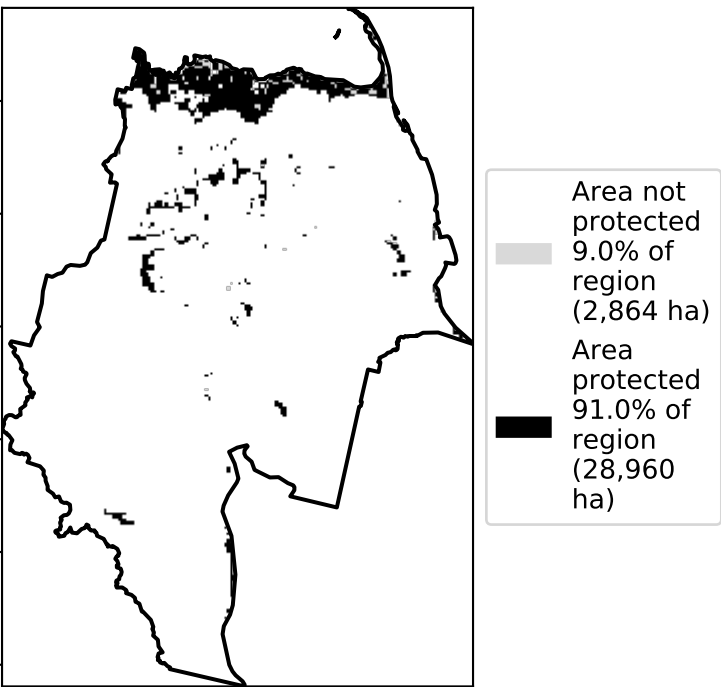 Area not
protected
9.0% of
region
(2,864 ha)
Area
protected
91.0% of
region
(28,960
ha)